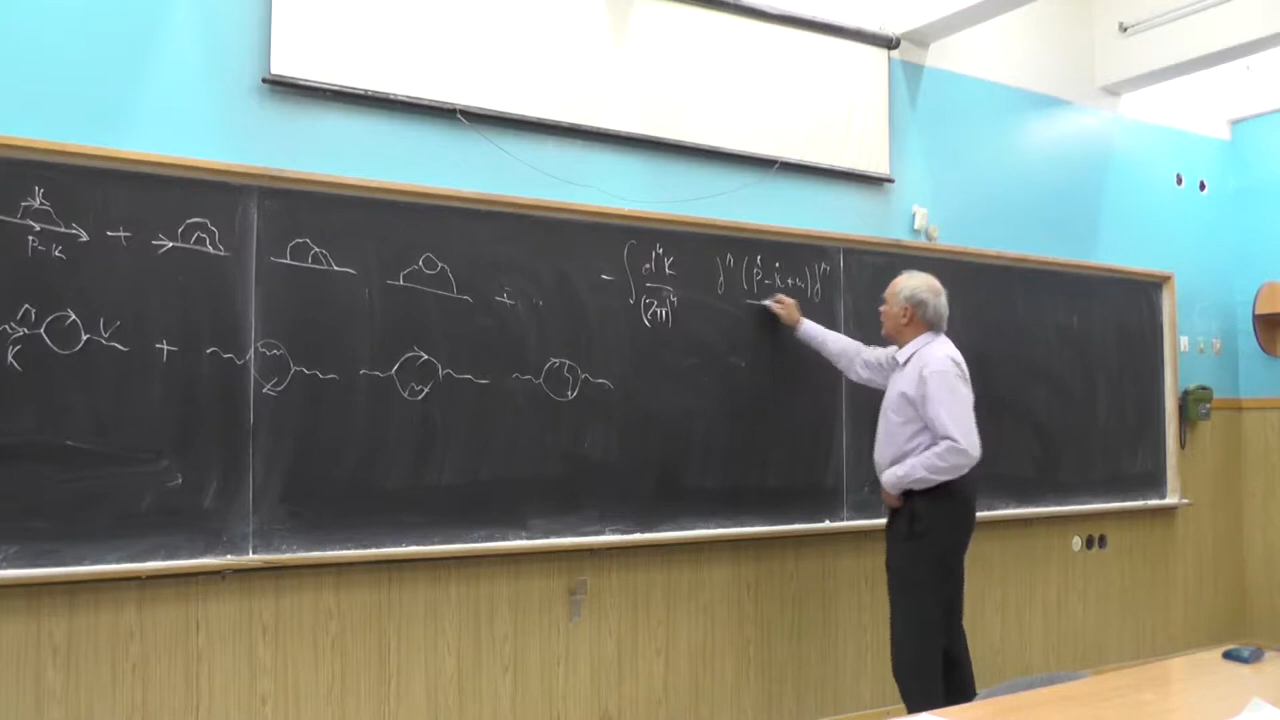 K
P-K
+ + ...
- ∫ d⁴K / (2π)⁴ γ^μ (p̂ - k̂ + m) γ^μ
μ ν
K
+